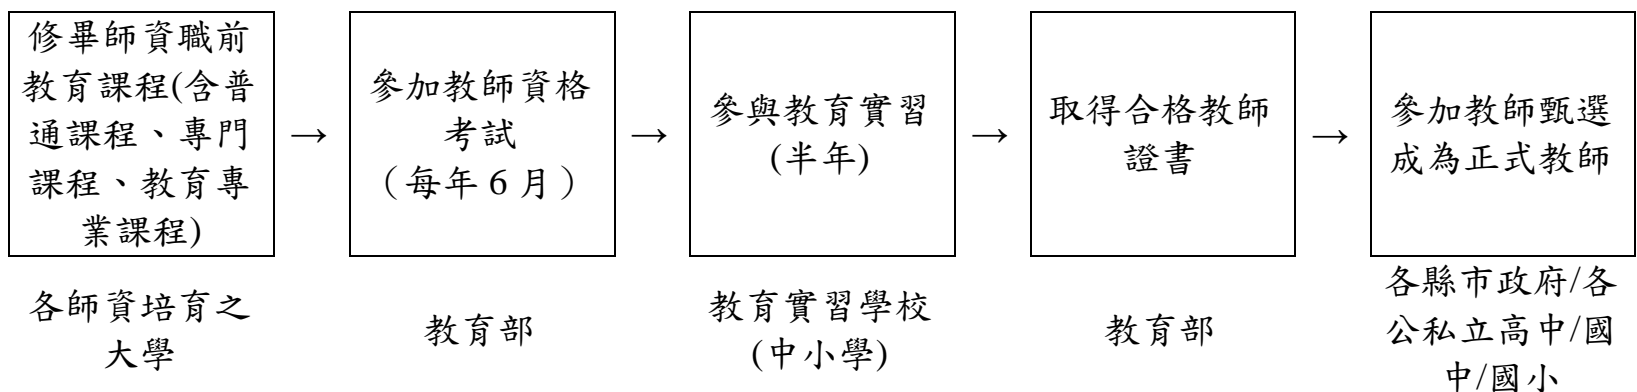 修畢師資職前
教育課程(含普
通課程、專門
課程、教育專
業課程)
→
參加教師資格
考試
（每年 6 月）
→
參與教育實習
(半年)
→
取得合格教師
證書
→
參加教師甄選
成為正式教師
各師資培育之
大學
教育部
教育實習學校
(中小學)
教育部
各縣市政府/各
公私立高中/國
中/國小